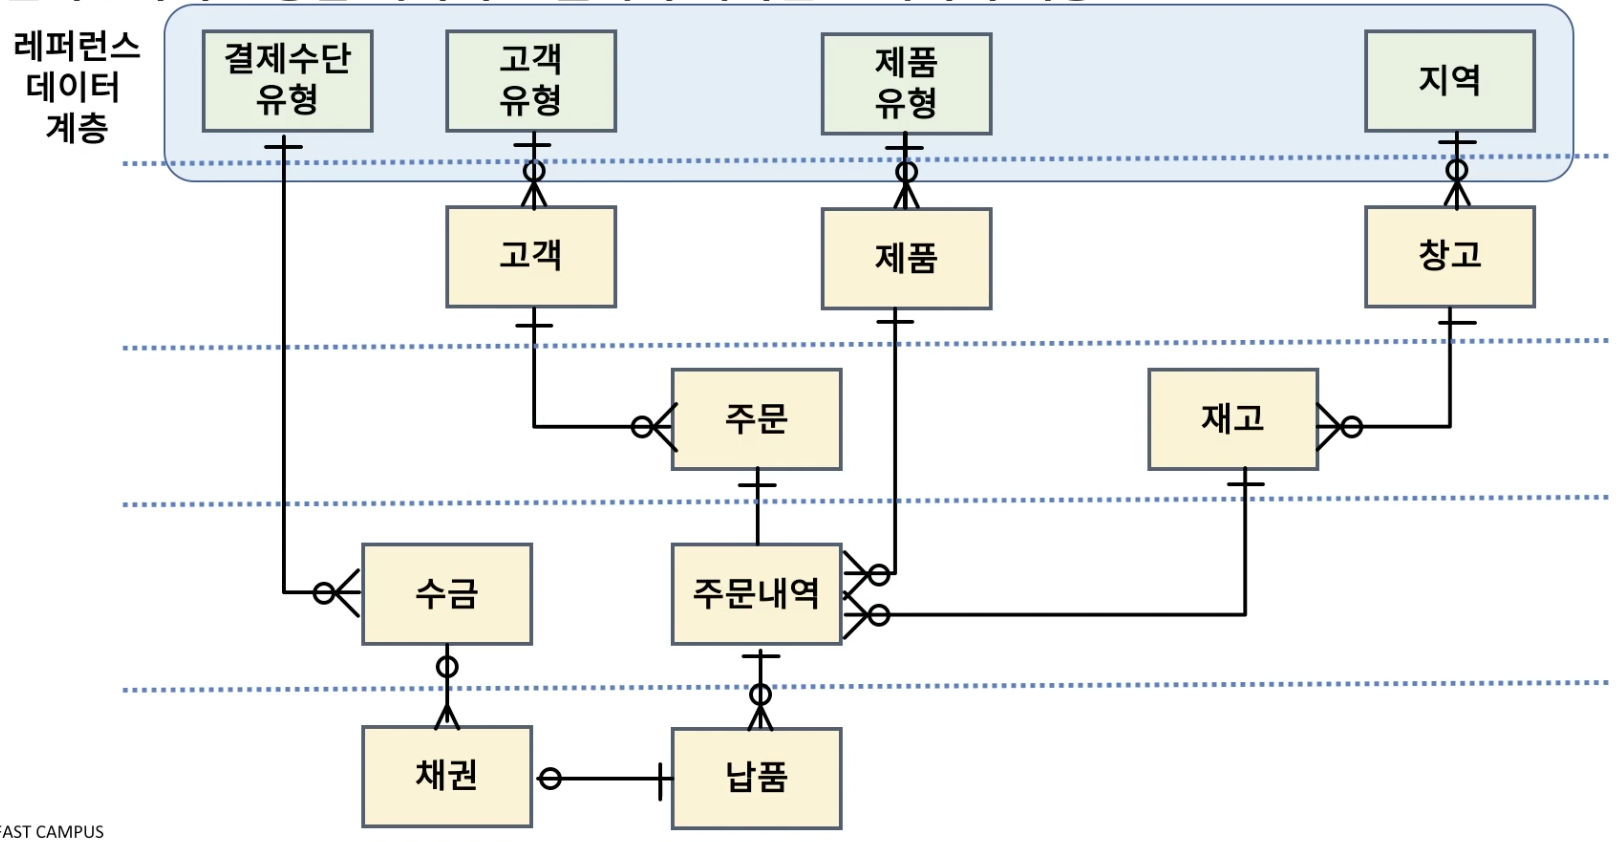 레퍼런스
데이터
계층
결제수단
유형
고객
유형
제품
유형
지역
고객
제품
창고
주문
재고
수금
주문내역
채권
납품
FAST CAMPUS